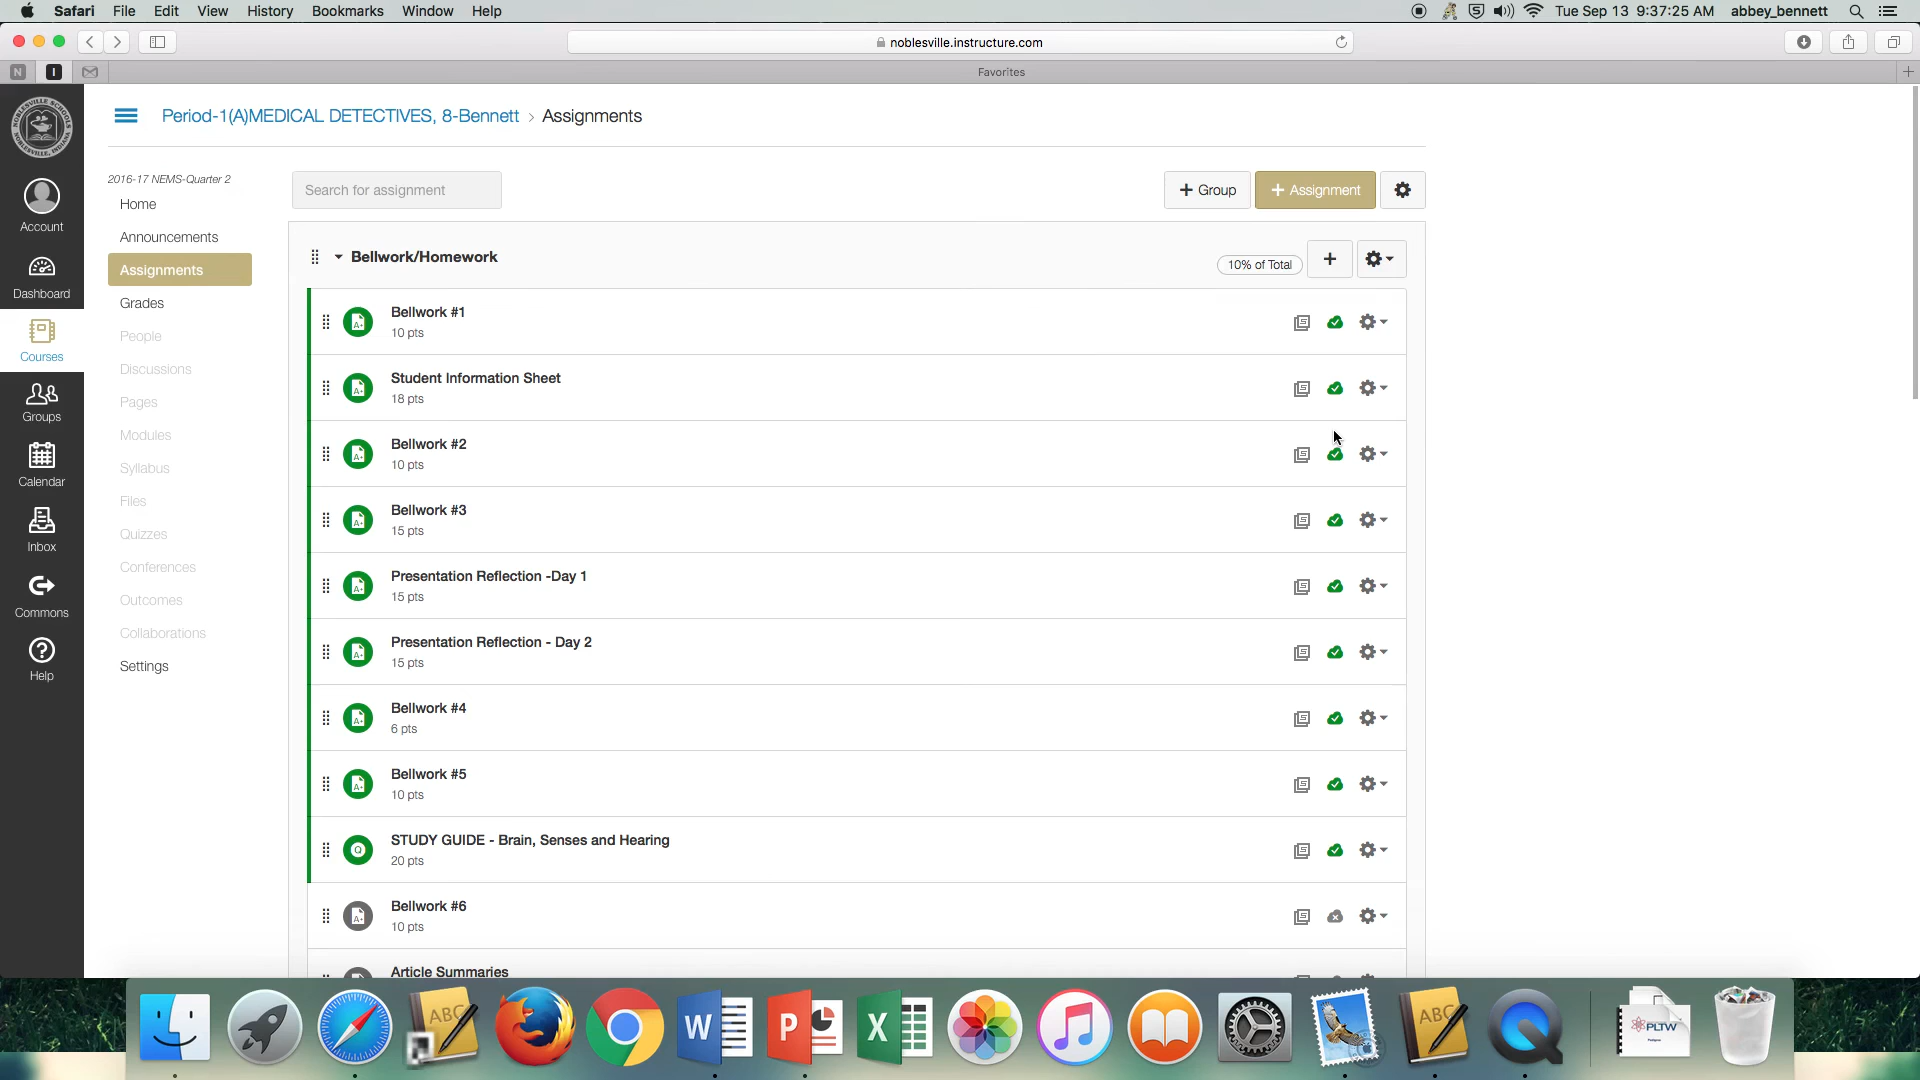 Safari File Edit View History Bookmarks Window Help
Tue Sep 13 9:37:25 AM abbey_bennett
noblesville.instructure.com
N I Favorites
Period-1(A)MEDICAL DETECTIVES, 8-Bennett > Assignments
2016-17 NEMS-Quarter 2
Home
Announcements
Assignments
Grades
People
Discussions
Pages
Modules
Syllabus
Files
Quizzes
Conferences
Outcomes
Collaborations
Settings
Account
Dashboard
Courses
Groups
Calendar
Inbox
Commons
Help
Search for assignment
+ Group
+ Assignment
Bellwork/Homework
10% of Total
Bellwork #1
10 pts
Student Information Sheet
18 pts
Bellwork #2
10 pts
Bellwork #3
15 pts
Presentation Reflection -Day 1
15 pts
Presentation Reflection - Day 2
15 pts
Bellwork #4
6 pts
Bellwork #5
10 pts
STUDY GUIDE - Brain, Senses and Hearing
20 pts
Bellwork #6
10 pts
Article Summaries
ABC
W
P
X
ABC
PLTW